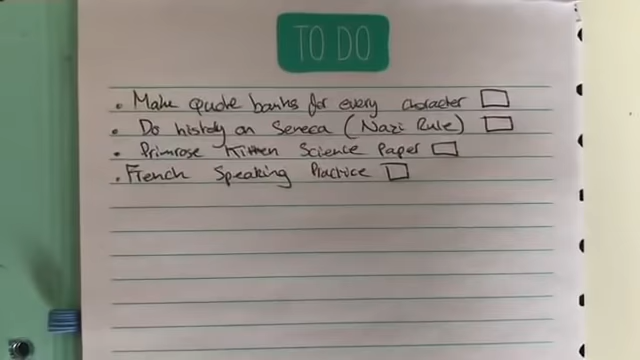 TO DO
• Make quote banks for every character
• Do history on Seneca (Nazi Rule)
• Primrose Kitten Science Paper
• French Speaking Practice